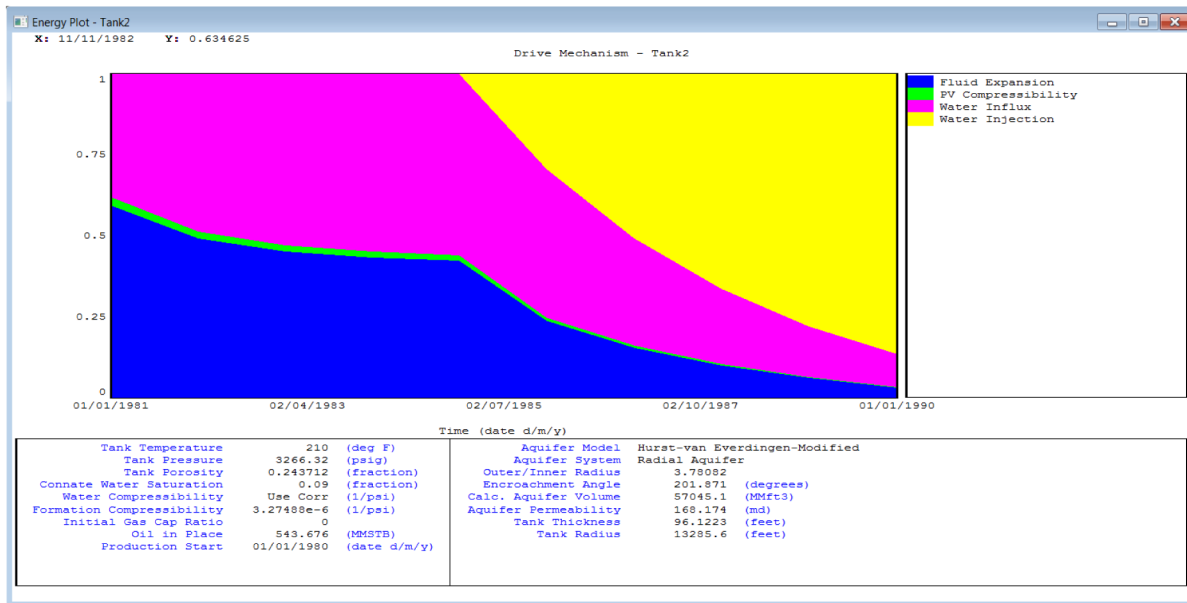 Energy Plot - Tank2
X: 11/11/1982 Y: 0.634625
Drive Mechanism - Tank2
1
0.75
0.5
0.25
0
01/01/1981 02/04/1983 02/07/1985 02/10/1987 01/01/1990
Time (date d/m/y)
Fluid Expansion
PV Compressibility
Water Influx
Water Injection
Tank Temperature 210 (deg F)
Tank Pressure 3266.32 (psig)
Tank Porosity 0.243712 (fraction)
Connate Water Saturation 0.09 (fraction)
Water Compressibility Use Corr (1/psi)
Formation Compressibility 3.27488e-6 (1/psi)
Initial Gas Cap Ratio 0
Oil in Place 543.676 (MMSTB)
Production Start 01/01/1980 (date d/m/y)
Aquifer Model Hurst-van Everdingen-Modified
Aquifer System Radial Aquifer
Outer/Inner Radius 3.78082
Encroachment Angle 201.871 (degrees)
Calc. Aquifer Volume 57045.1 (MMft3)
Aquifer Permeability 168.174 (md)
Tank Thickness 96.1223 (feet)
Tank Radius 13285.6 (feet)